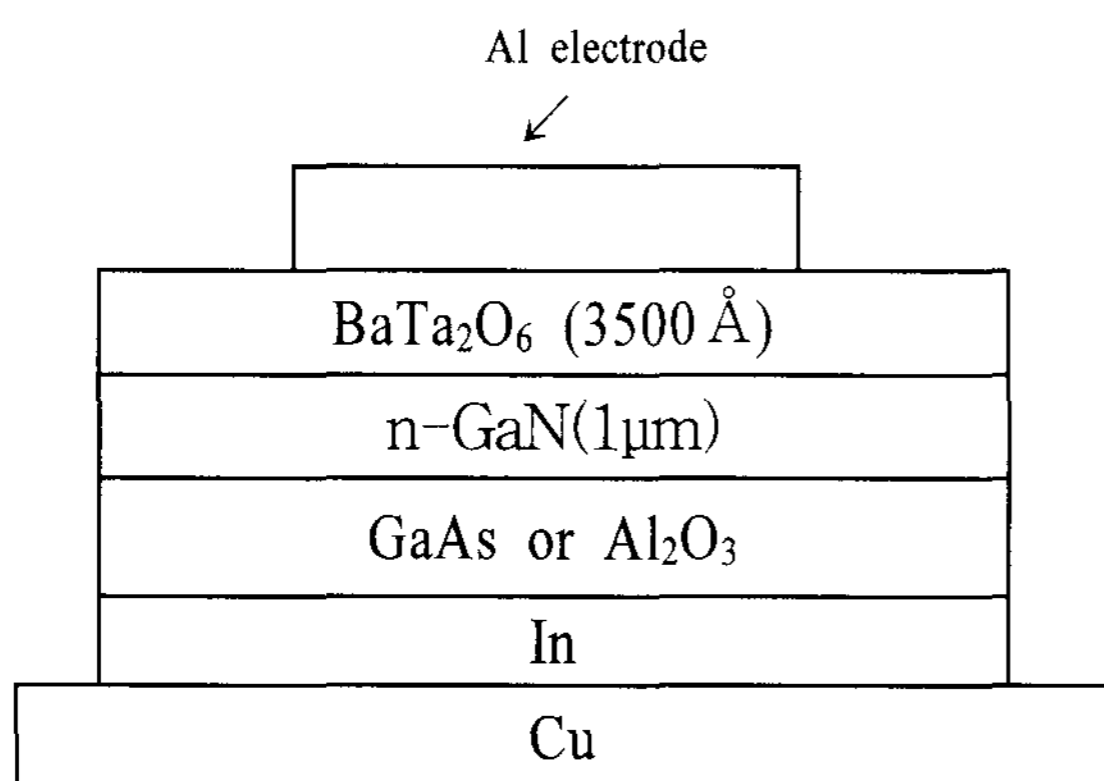 Al electrode
BaTa₂O₆ (3500 Å)
n-GaN(1μm)
GaAs or Al₂O₃
In
Cu